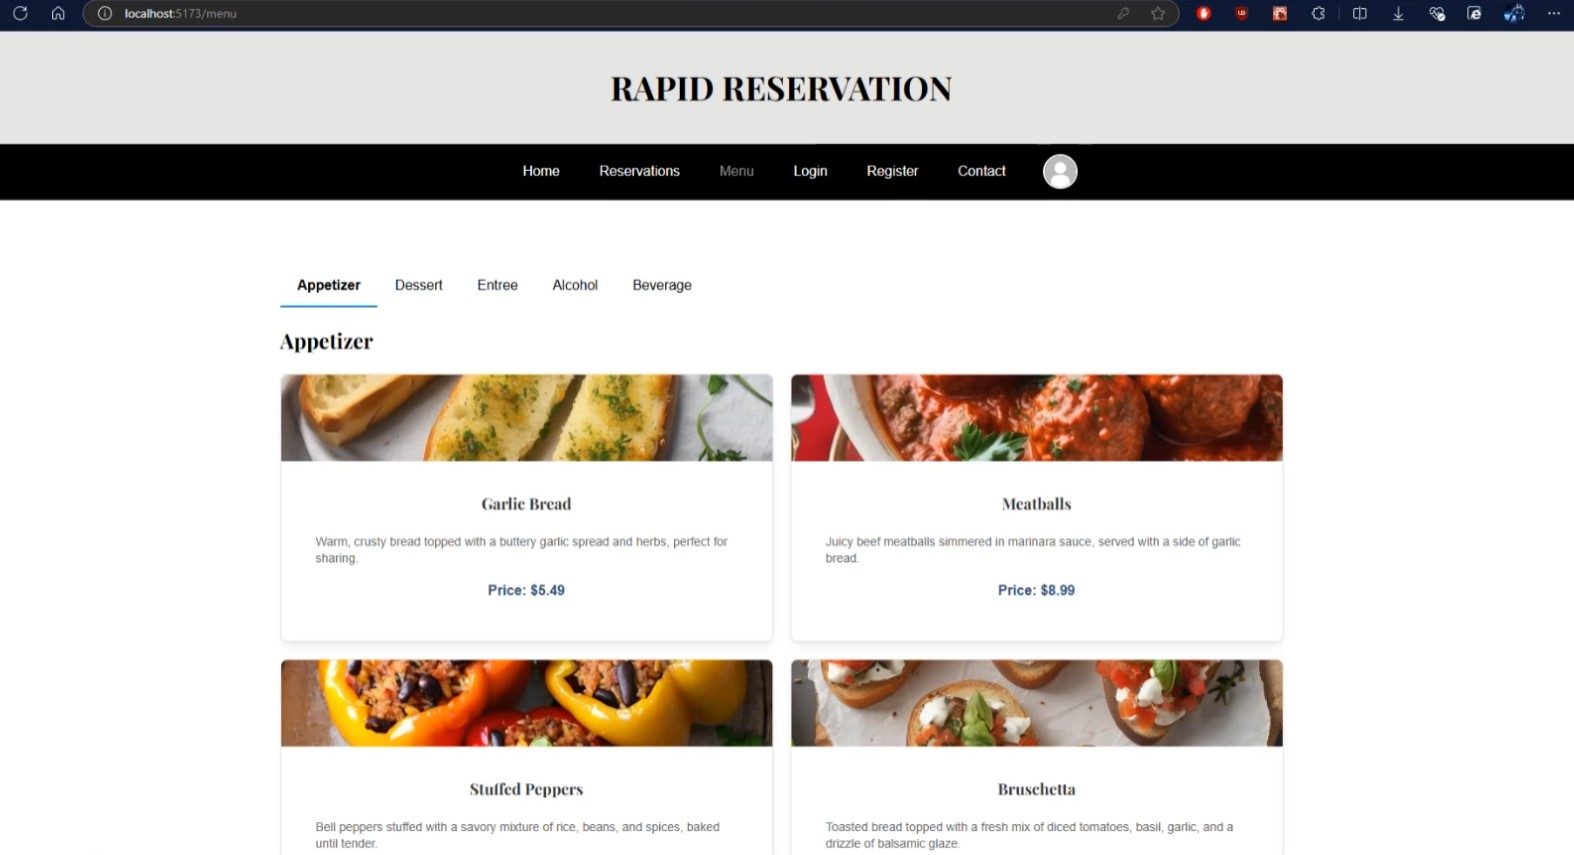 localhost:5173/menu
RAPID RESERVATION
Home Reservations Menu Login Register Contact
Appetizer Dessert Entree Alcohol Beverage
Appetizer
Garlic Bread
Warm, crusty bread topped with a buttery garlic spread and herbs, perfect for
sharing.
Price: $5.49
Meatballs
Juicy beef meatballs simmered in marinara sauce, served with a side of garlic
bread.
Price: $8.99
Stuffed Peppers
Bell peppers stuffed with a savory mixture of rice, beans, and spices, baked
until tender.
Bruschetta
Toasted bread topped with a fresh mix of diced tomatoes, basil, garlic, and a
drizzle of balsamic glaze.